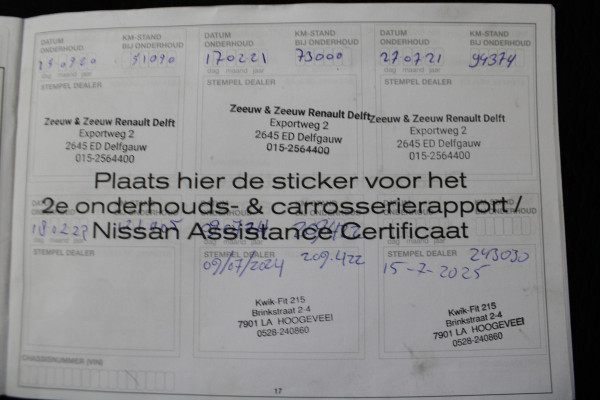 DATUM ONDERHOUD KM-STAND BIJ ONDERHOUD
dag maand jaar 51090
STEMPEL DEALER
Zeeuw & Zeeuw Renault Delft
Exportweg 2
2645 ED Delfgauw
015-2564400
DATUM ONDERHOUD KM-STAND BIJ ONDERHOUD
170221 73000
dag maand jaar
STEMPEL DEALER
Zeeuw & Zeeuw Renault Delft
Exportweg 2
2645 ED Delfgauw
015-2564400
DATUM ONDERHOUD KM-STAND BIJ ONDERHOUD
270721 94374
dag maand jaar
STEMPEL DEALER
Zeeuw & Zeeuw Renault Delft
Exportweg 2
2645 ED Delfgauw
015-2564400
Plaats hier de sticker voor het
2e onderhouds- & carrosserierapport /
Nissan Assistance Certificaat
STEMPEL DEALER
STEMPEL DEALER
09/07/2024 209.422
Kwik-Fit 215
Brinkstraat 2-4
7901 LA HOOGEVEEI
0528-240860
STEMPEL DEALER 243030
15-7-2025
Kwik-Fit 215
Brinkstraat 2-4
7901 LA HOOGEVEEI
0528-240860
CHASSISNUMMER (VIN)
17